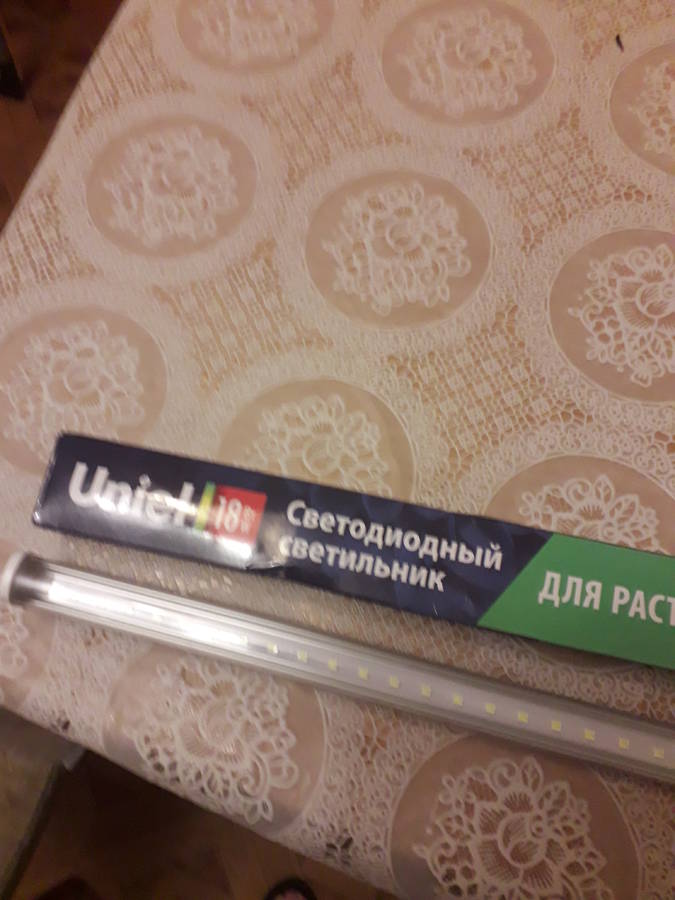 Uniel
18
Светодиодный
светильник
ДЛЯ РАСТ